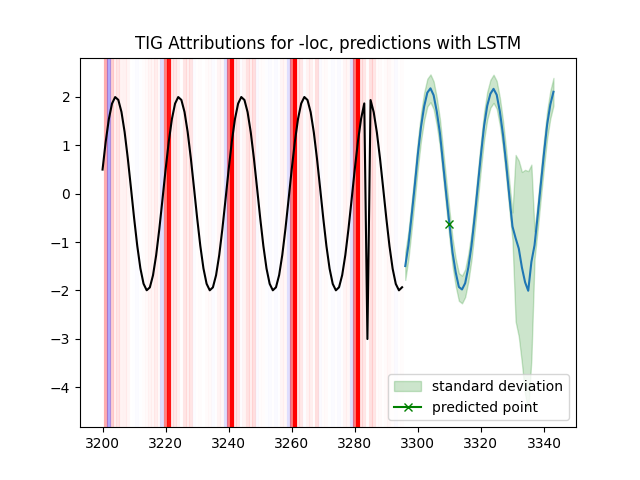 TIG Attributions for -loc, predictions with LSTM
2
1
0
−1
−2
−3
−4
3200 3220 3240 3260 3280 3300 3320 3340
standard deviation
predicted point